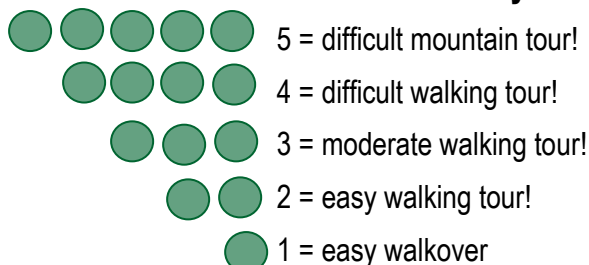 5 = difficult mountain tour!
4 = difficult walking tour!
3 = moderate walking tour!
2 = easy walking tour!
1 = easy walkover